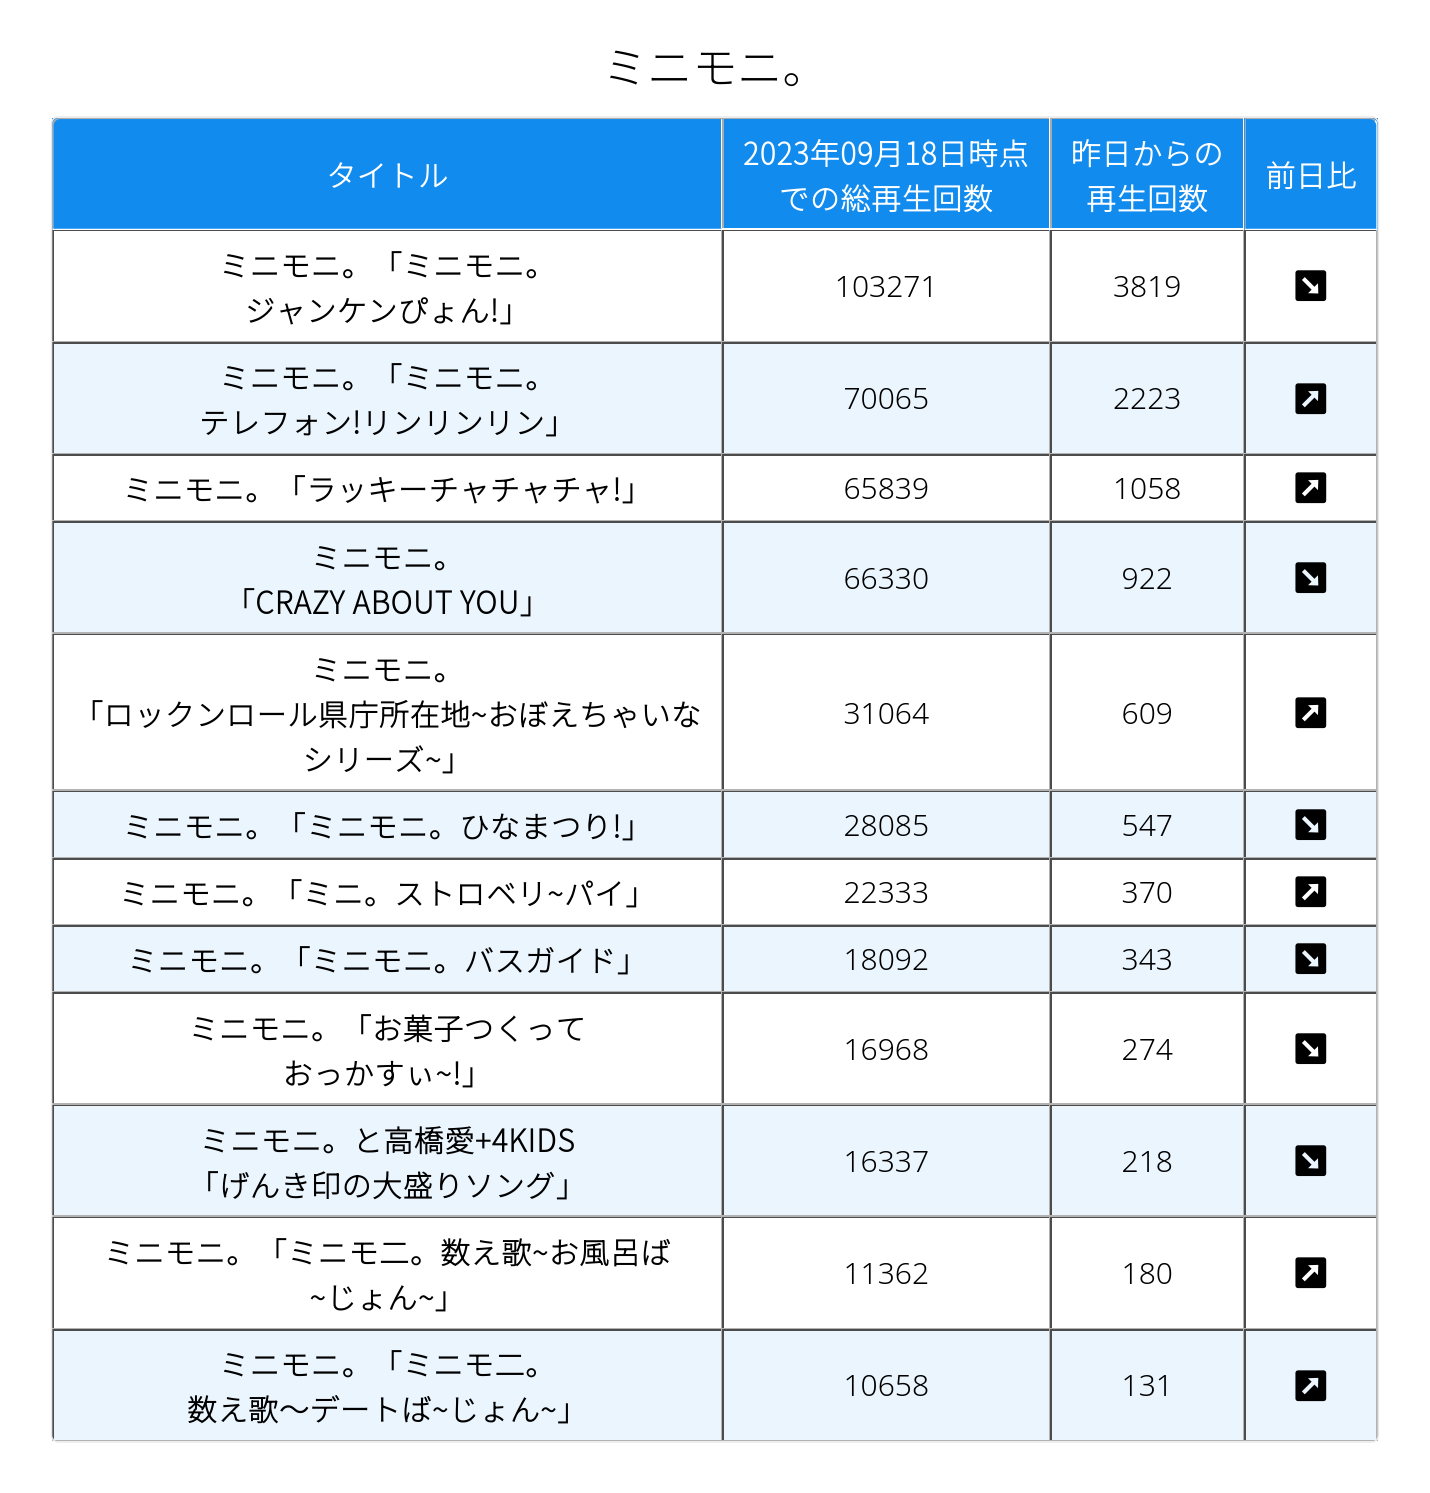 ミニモニ。
タイトル
2023年09月18日時点
での総再生回数
昨日からの
再生回数
前日比
ミニモニ。「ミニモニ。
ジャンケンぴょん!」
103271
3819
ミニモニ。「ミニモニ。
テレフォン!リンリンリン」
70065
2223
ミニモニ。「ラッキーチャチャチャ!」
65839
1058
ミニモニ。
「CRAZY ABOUT YOU」
66330
922
ミニモニ。
「ロックンロール県庁所在地~おぼえちゃいな
シリーズ~」
31064
609
ミニモニ。「ミニモニ。ひなまつり!」
28085
547
ミニモニ。「ミニ。ストロベリ~パイ」
22333
370
ミニモニ。「ミニモニ。バスガイド」
18092
343
ミニモニ。「お菓子つくって
おっかすぃ~!」
16968
274
ミニモニ。と高橋愛+4KIDS
「げんき印の大盛りソング」
16337
218
ミニモニ。「ミニモ二。数え歌~お風呂ば
~じょん~」
11362
180
ミニモニ。「ミニモ二。
数え歌〜デートば~じょん~」
10658
131